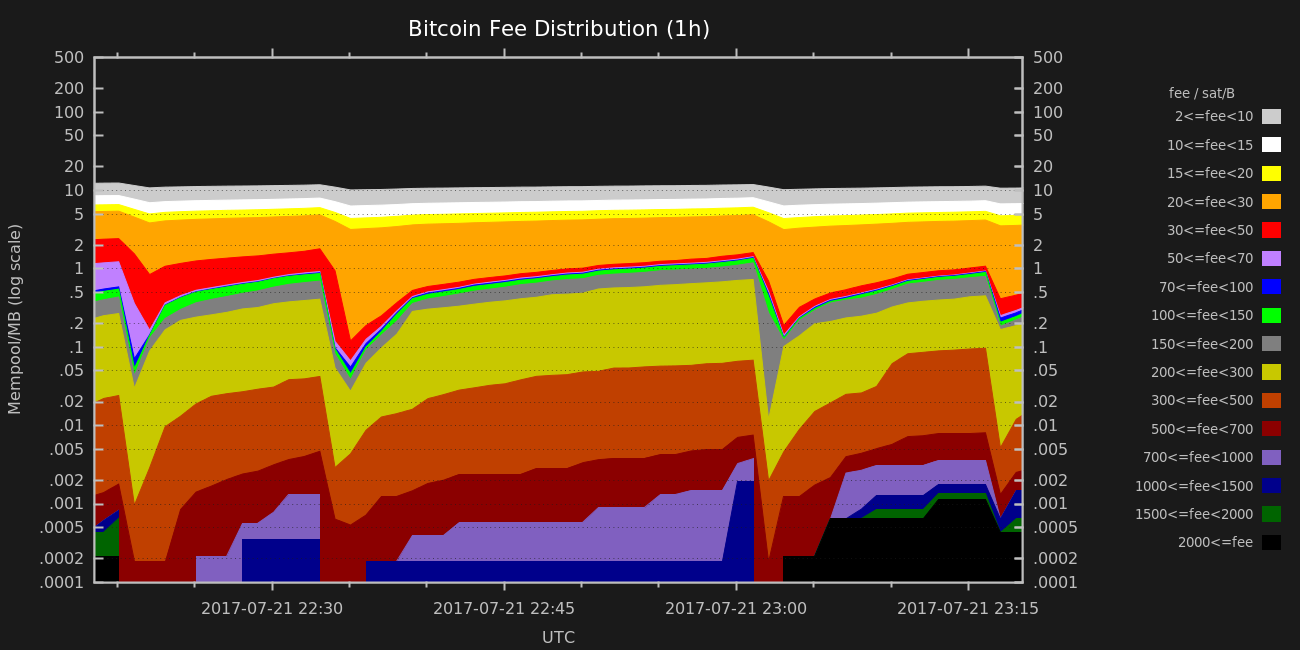 Bitcoin Fee Distribution (1h)
500
200
100
50
20
10
5
2
1
.5
.2
.1
.05
.02
.01
.005
.002
.001
.0005
.0002
.0001
Mempool/MB (log scale)
500
200
100
50
20
10
5
2
1
.5
.2
.1
.05
.02
.01
.005
.002
.001
.0005
.0002
.0001
2017-07-21 22:30
2017-07-21 22:45
2017-07-21 23:00
2017-07-21 23:15
UTC
fee / sat/B
2<=fee<10
10<=fee<15
15<=fee<20
20<=fee<30
30<=fee<50
50<=fee<70
70<=fee<100
100<=fee<150
150<=fee<200
200<=fee<300
300<=fee<500
500<=fee<700
700<=fee<1000
1000<=fee<1500
1500<=fee<2000
2000<=fee